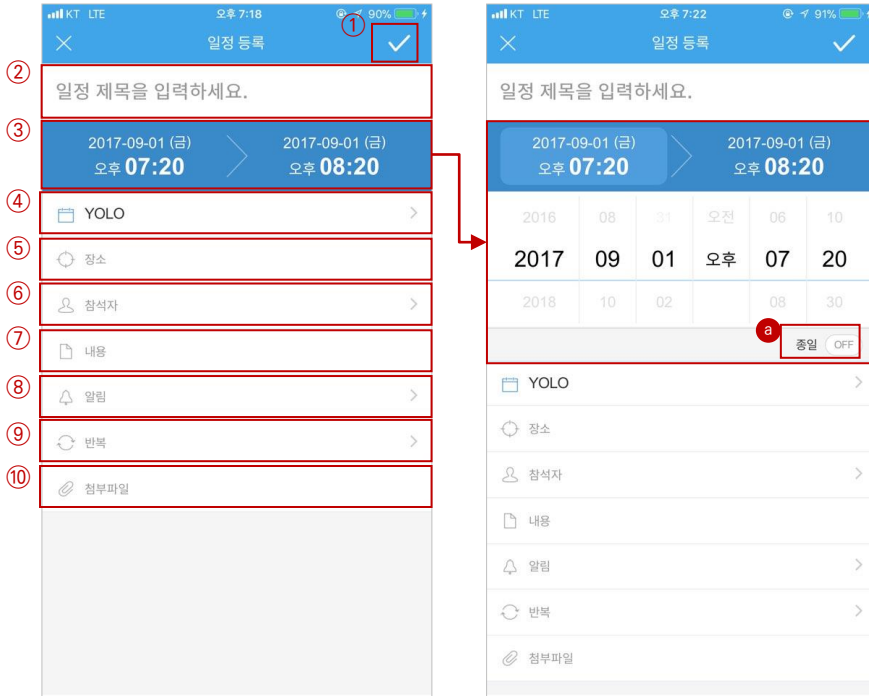 KT LTE 오후 7:18 90%
①
일정 등록
②
일정 제목을 입력하세요.
③
2017-09-01 (금) 2017-09-01 (금)
오후 07:20 오후 08:20
④
YOLO
⑤
장소
⑥
참석자
⑦
내용
⑧
알림
⑨
반복
⑩
첨부파일
KT LTE 오후 7:22 91%
일정 등록
일정 제목을 입력하세요.
2017-09-01 (금) 2017-09-01 (금)
오후 07:20 오후 08:20
2016 08 31 오전 06 10
2017 09 01 오후 07 20
2018 10 02 08 30
a
종일 OFF
YOLO
장소
참석자
내용
알림
반복
첨부파일